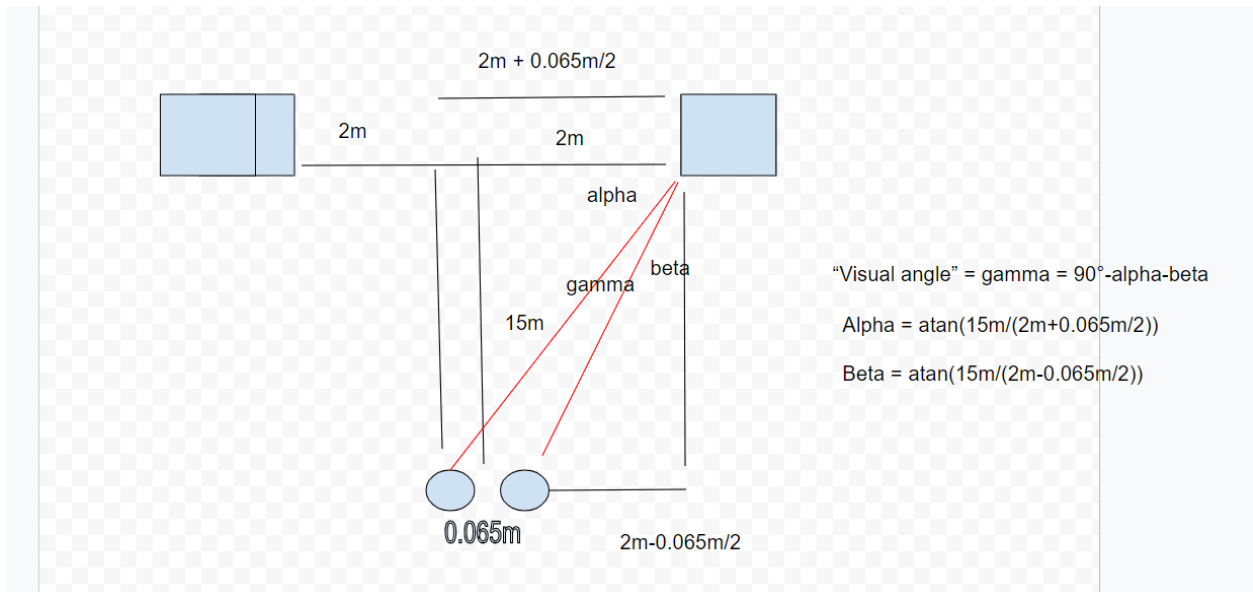 2m + 0.065m/2
2m
2m
alpha
beta
gamma
15m
0.065m
2m-0.065m/2
“Visual angle” = gamma = 90°-alpha-beta
Alpha = atan(15m/(2m+0.065m/2))
Beta = atan(15m/(2m-0.065m/2))